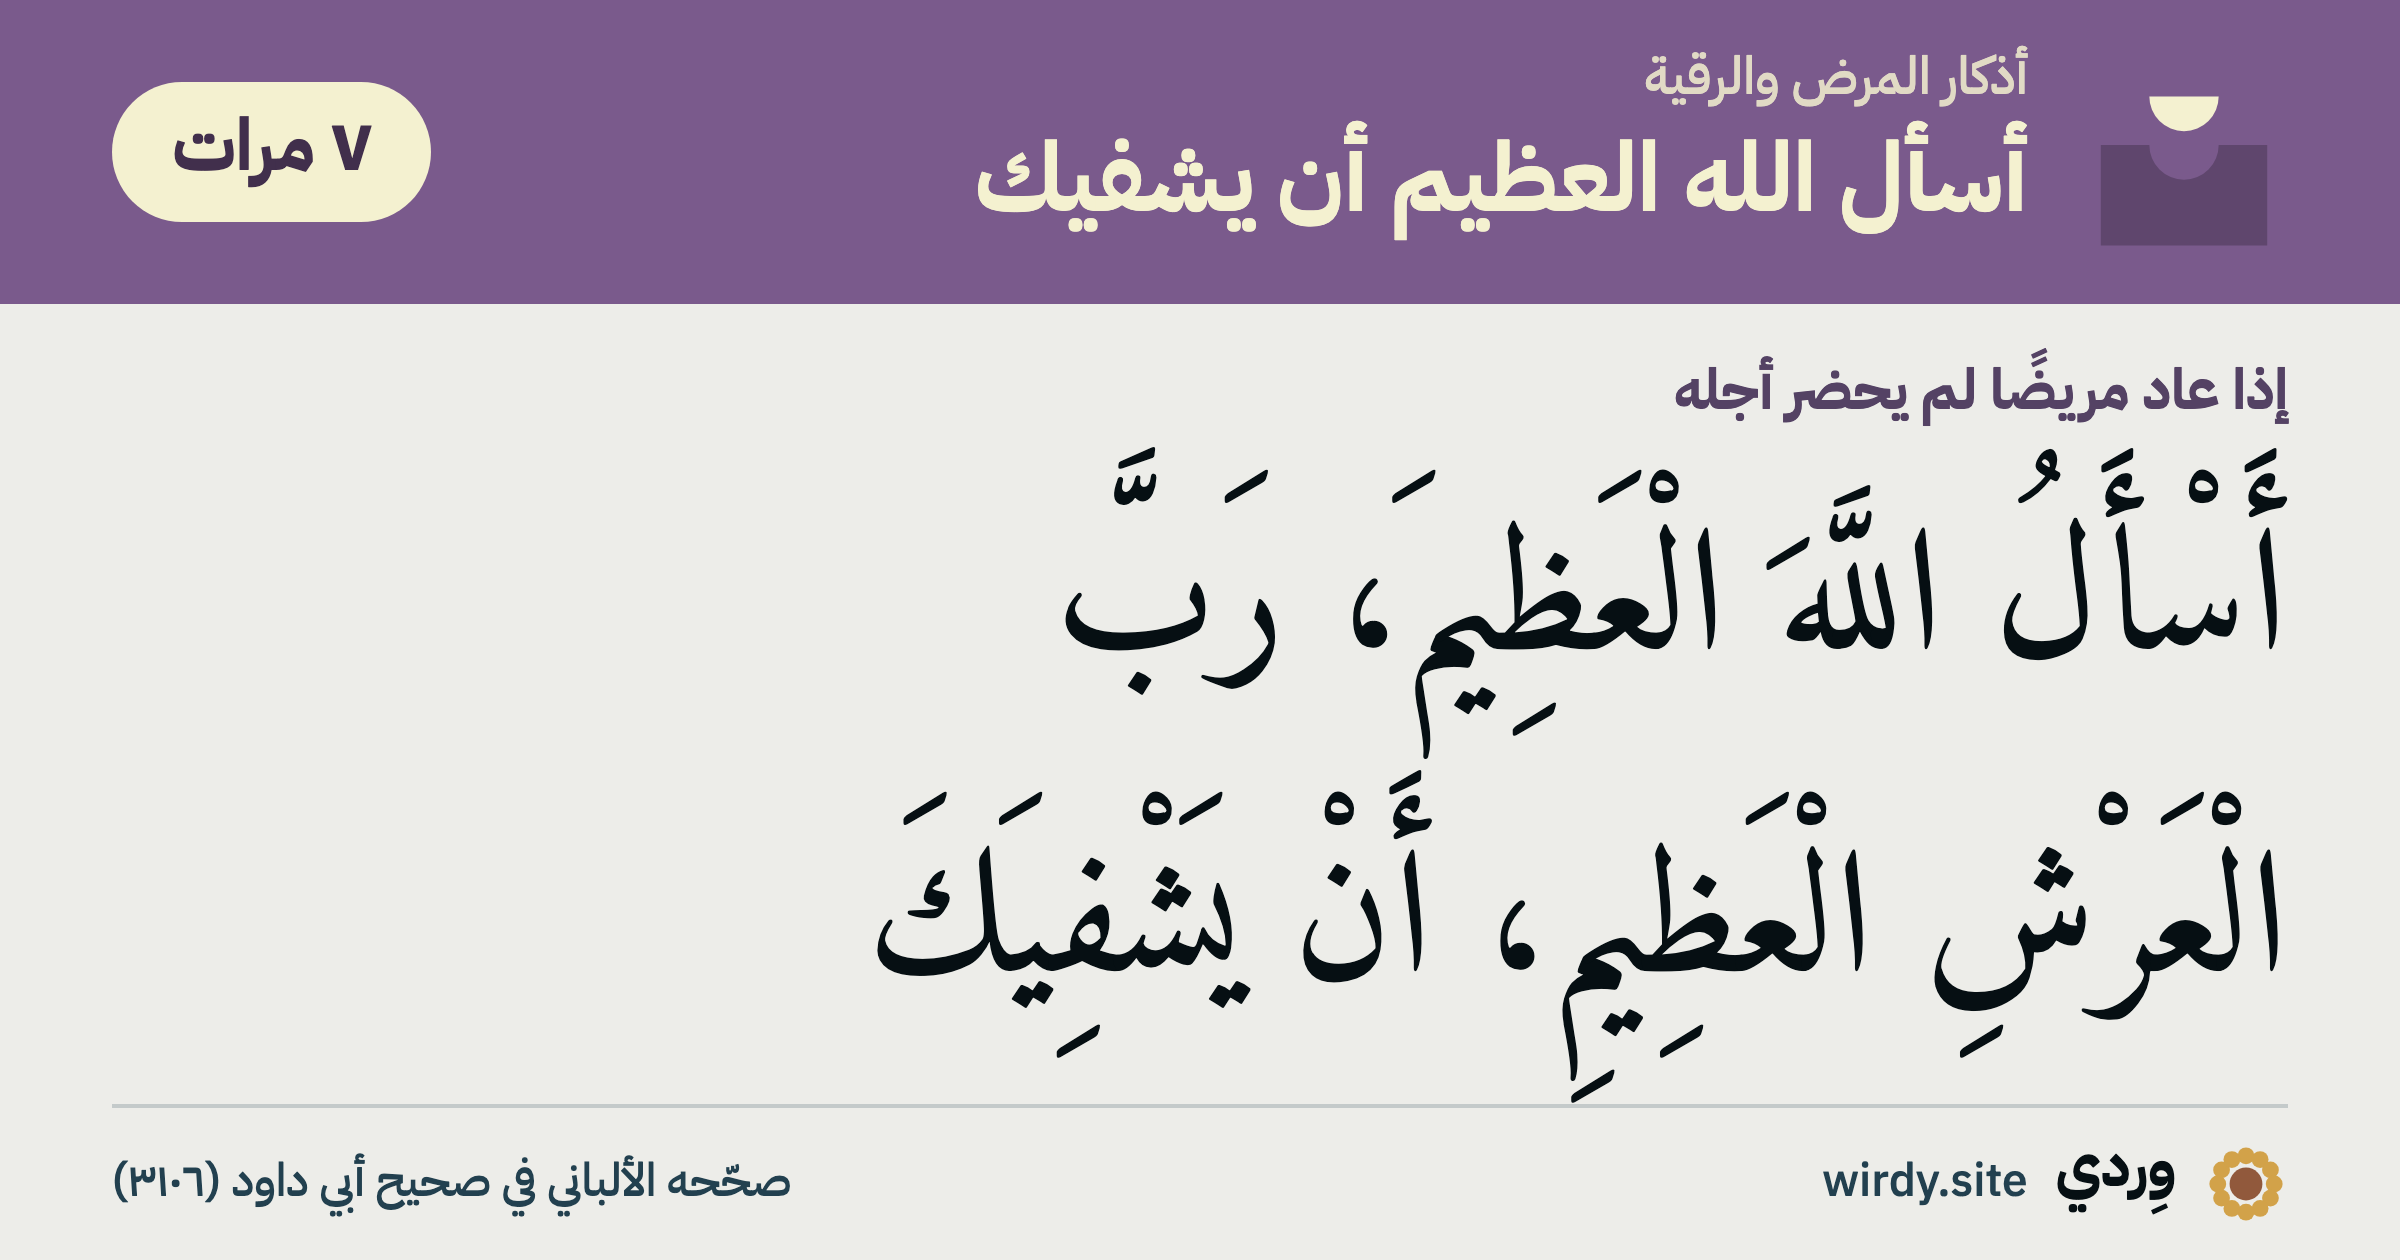 أذكار المرض والرقية
أسأل الله العظيم أن يشفيك
٧ مرات
إذا عاد مريضًا لم يحضر أجله
أَسْأَلُ اللَّهَ الْعَظِيمَ، رَبَّ
الْعَرْشِ الْعَظِيمِ، أَنْ يَشْفِيَكَ
وِردي wirdy.site
صحّحه الألباني في صحيح أبي داود (٣١٠٦)